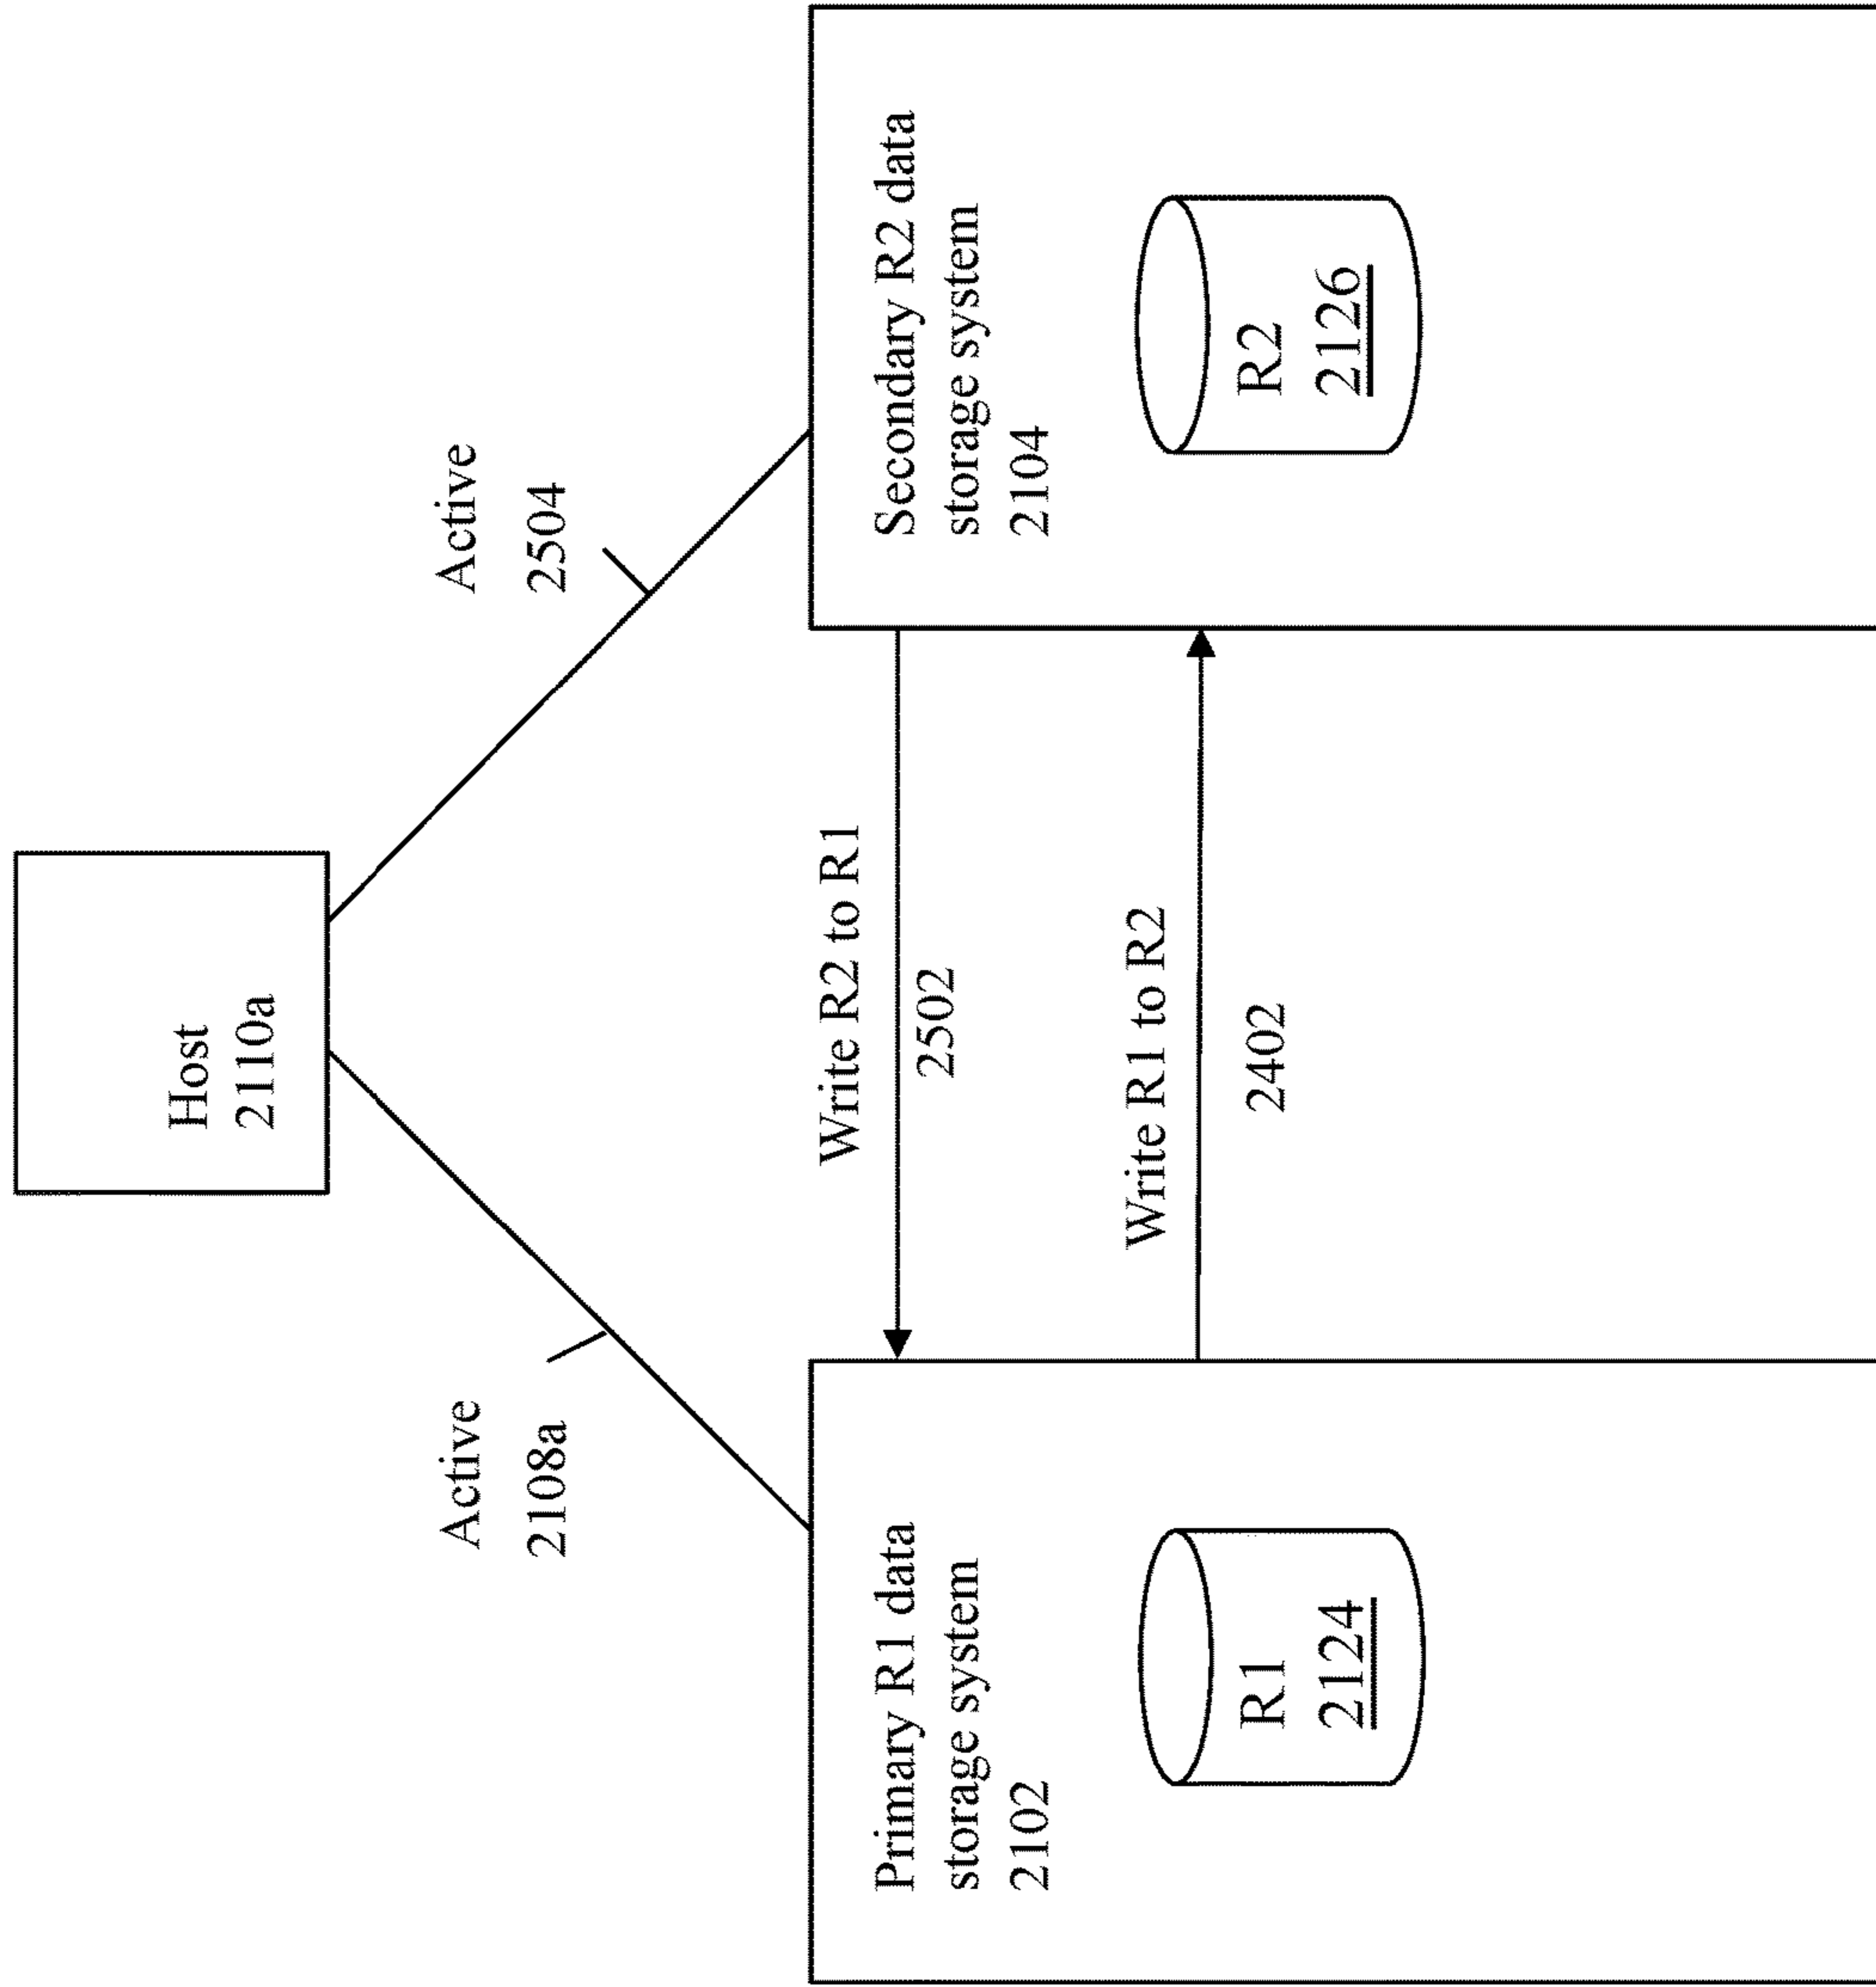 Host
2110a
Active
2108a
Active
2504
Write R2 to R1
2502
Write R1 to R2
2402
Primary R1 data
storage system
2102
R1
2124
Secondary R2 data
storage system
2104
R2
2126